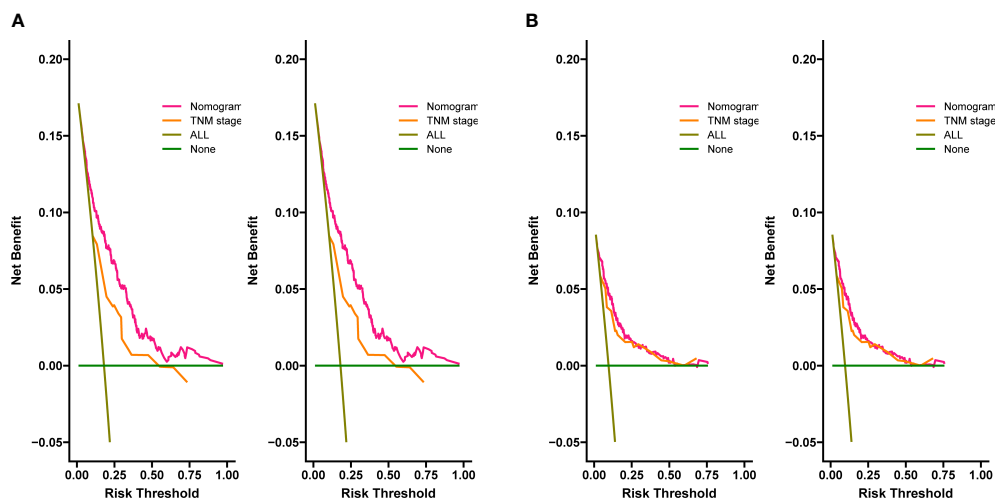 A
Net Benefit
0.20
0.15
0.10
0.05
0.00
−0.05
Nomogram
TNM stage
ALL
None
0.00 0.25 0.50 0.75 1.00
Risk Threshold
Net Benefit
0.20
0.15
0.10
0.05
0.00
−0.05
Nomogram
TNM stage
ALL
None
0.00 0.25 0.50 0.75 1.00
Risk Threshold
B
Net Benefit
0.20
0.15
0.10
0.05
0.00
−0.05
Nomogram
TNM stage
ALL
None
0.00 0.25 0.50 0.75 1.00
Risk Threshold
Net Benefit
0.20
0.15
0.10
0.05
0.00
−0.05
Nomogram
TNM stage
ALL
None
0.00 0.25 0.50 0.75 1.00
Risk Threshold